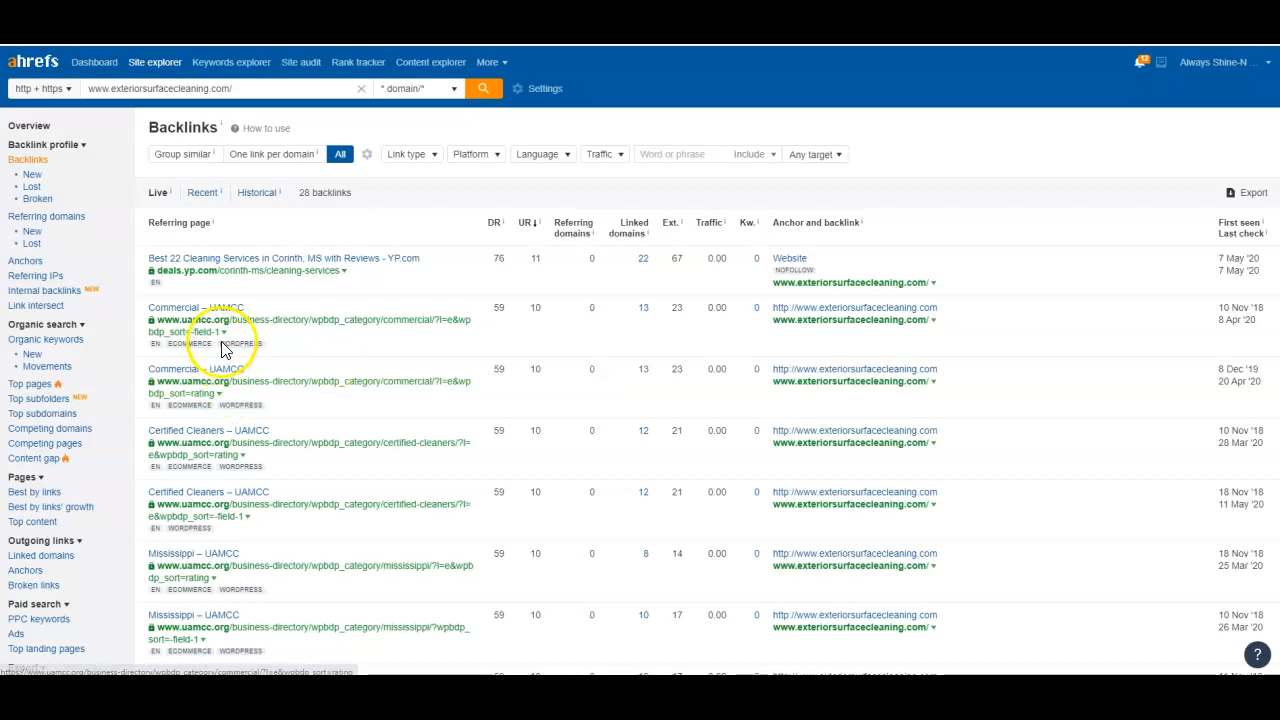 ahrefs Dashboard Site explorer Keywords explorer Site audit Rank tracker Content explorer More 12 Always Shine-N ...
http + https www.exteriorsurfacecleaning.com/ *.domain/* Settings
Overview
Backlink profile
Backlinks
New
Lost
Broken
Referring domains
New
Lost
Anchors
Referring IPs
Internal backlinks NEW
Link intersect
Organic search
Organic keywords
New
Movements
Top pages
Top subfolders NEW
Top subdomains
Competing domains
Competing pages
Content gap
Pages
Best by links
Best by links' growth
Top content
Outgoing links
Linked domains
Anchors
Broken links
Paid search
PPC keywords
Ads
Top landing pages
Backlinks i How to use
Group similar i One link per domain i All Link type Platform Language Traffic Word or phrase Include Any target
Live i Recent i Historical i 28 backlinks Export
Referring page i DR i UR i Referring domains i Linked domains i Ext. i Traffic i Kw. i Anchor and backlink i First seen Last check i
Best 22 Cleaning Services in Corinth, MS with Reviews - YP.com 76 11 0 22 67 0.00 0 Website 7 May '20
deals.yp.com/corinth-ms/cleaning-services NOFOLLOW 7 May '20
EN www.exteriorsurfacecleaning.com/
Commercial – UAMCC 59 10 0 13 23 0.00 0 http://www.exteriorsurfacecleaning.com 10 Nov '18
www.uamcc.org/business-directory/wpbdp_category/commercial/?l=e&wp www.exteriorsurfacecleaning.com/ 8 Apr '20
bdp_sort=-field-1
EN ECOMMERCE WORDPRESS
Commercial – UAMCC 59 10 0 13 23 0.00 0 http://www.exteriorsurfacecleaning.com 8 Dec '19
www.uamcc.org/business-directory/wpbdp_category/commercial/?l=e&wp www.exteriorsurfacecleaning.com/ 20 Apr '20
bdp_sort=rating
EN ECOMMERCE WORDPRESS
Certified Cleaners – UAMCC 59 10 0 12 21 0.00 0 http://www.exteriorsurfacecleaning.com 10 Nov '18
www.uamcc.org/business-directory/wpbdp_category/certified-cleaners/?l= www.exteriorsurfacecleaning.com/ 28 Mar '20
e&wpbdp_sort=rating
EN ECOMMERCE WORDPRESS
Certified Cleaners – UAMCC 59 10 0 12 21 0.00 0 http://www.exteriorsurfacecleaning.com 18 Nov '18
www.uamcc.org/business-directory/wpbdp_category/certified-cleaners/?l= www.exteriorsurfacecleaning.com/ 11 May '20
e&wpbdp_sort=-field-1
EN WORDPRESS
Mississippi – UAMCC 59 10 0 8 14 0.00 0 http://www.exteriorsurfacecleaning.com 18 Nov '18
www.uamcc.org/business-directory/wpbdp_category/mississippi/?l=e&wpb www.exteriorsurfacecleaning.com/ 25 Mar '20
dp_sort=rating
EN ECOMMERCE WORDPRESS
Mississippi – UAMCC 59 10 0 10 17 0.00 0 http://www.exteriorsurfacecleaning.com 10 Nov '18
www.uamcc.org/business-directory/wpbdp_category/mississippi/?wpbdp_ www.exteriorsurfacecleaning.com/ 26 Mar '20
sort=-field-1
EN ECOMMERCE WORDPRESS
?
https://www.uamcc.org/business-directory/wpbdp_category/commercial/?l=e&wpbdp_sort=rating